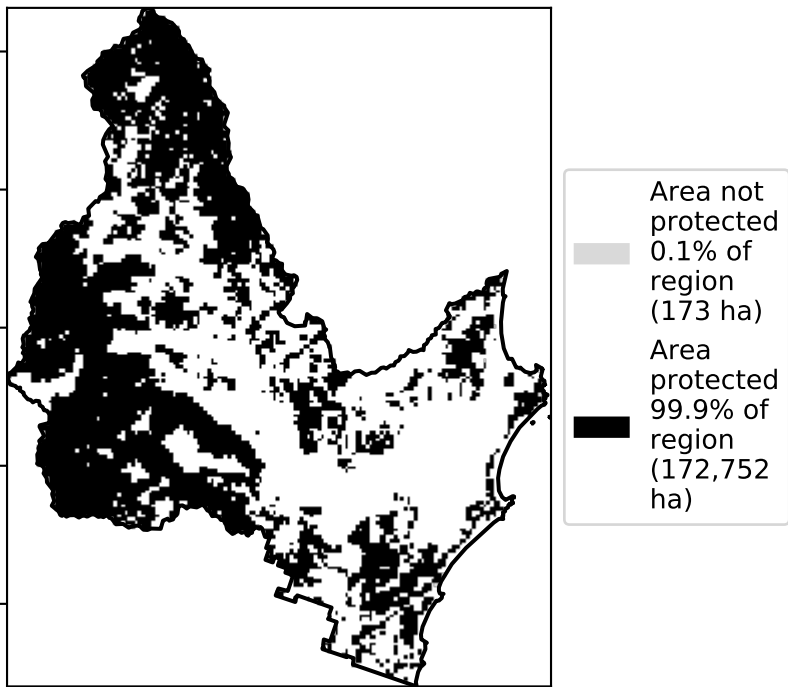 Area not
protected
0.1% of
region
(173 ha)
Area
protected
99.9% of
region
(172,752
ha)